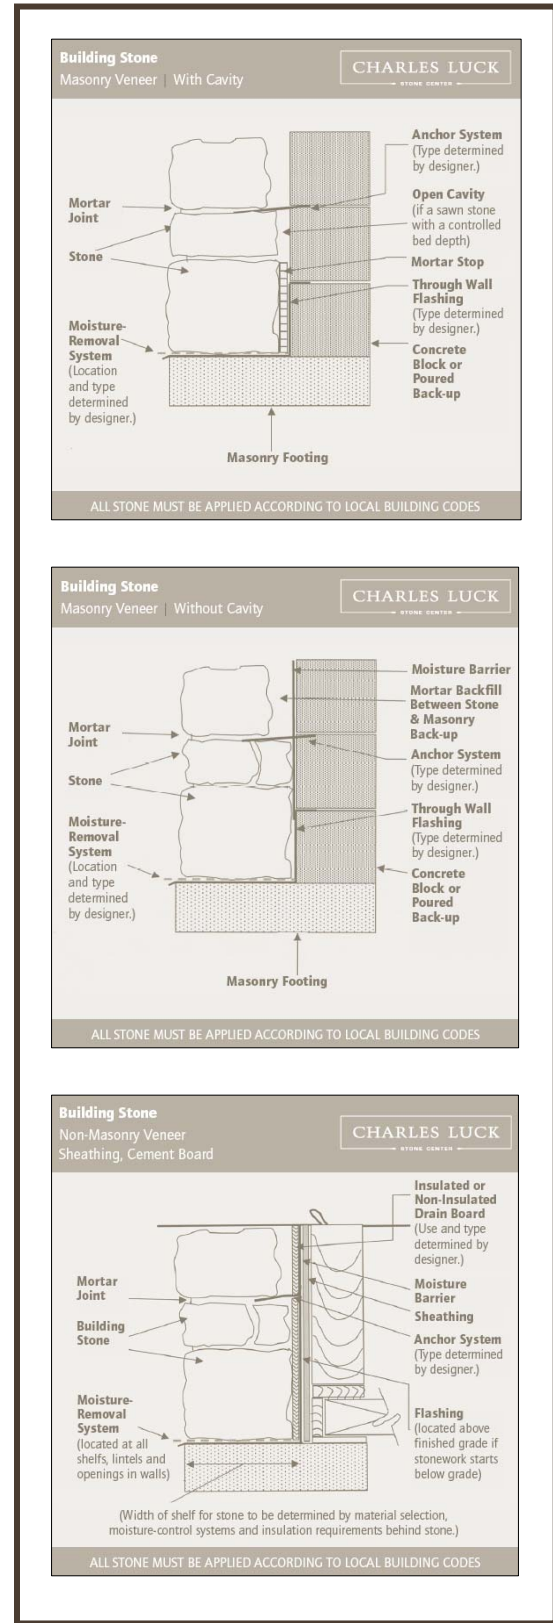 Building Stone
Masonry Veneer | With Cavity
CHARLES LUCK
STONE CENTER
Mortar
Joint
Stone
Moisture-
Removal
System
(Location
and type
determined
by designer.)
Anchor System
(Type determined
by designer.)
Open Cavity
(if a sawn stone
with a controlled
bed depth)
Mortar Stop
Through Wall
Flashing
(Type determined
by designer.)
Concrete
Block or
Poured
Back-up
Masonry Footing
ALL STONE MUST BE APPLIED ACCORDING TO LOCAL BUILDING CODES
Building Stone
Masonry Veneer | Without Cavity
CHARLES LUCK
STONE CENTER
Mortar
Joint
Stone
Moisture-
Removal
System
(Location
and type
determined
by designer.)
Moisture Barrier
Mortar Backfill
Between Stone
& Masonry
Back-up
Anchor System
(Type determined
by designer.)
Through Wall
Flashing
(Type determined
by designer.)
Concrete
Block or
Poured
Back-up
Masonry Footing
ALL STONE MUST BE APPLIED ACCORDING TO LOCAL BUILDING CODES
Building Stone
Non-Masonry Veneer
Sheathing, Cement Board
CHARLES LUCK
STONE CENTER
Mortar
Joint
Building
Stone
Moisture-
Removal
System
(located at all
shelfs, lintels and
openings in walls)
Insulated or
Non-Insulated
Drain Board
(Use and type
determined by
designer.)
Moisture
Barrier
Sheathing
Anchor System
(Type determined
by designer.)
Flashing
(located above
finished grade if
stonework starts
below grade)
(Width of shelf for stone to be determined by material selection,
moisture-control systems and insulation requirements behind stone.)
ALL STONE MUST BE APPLIED ACCORDING TO LOCAL BUILDING CODES